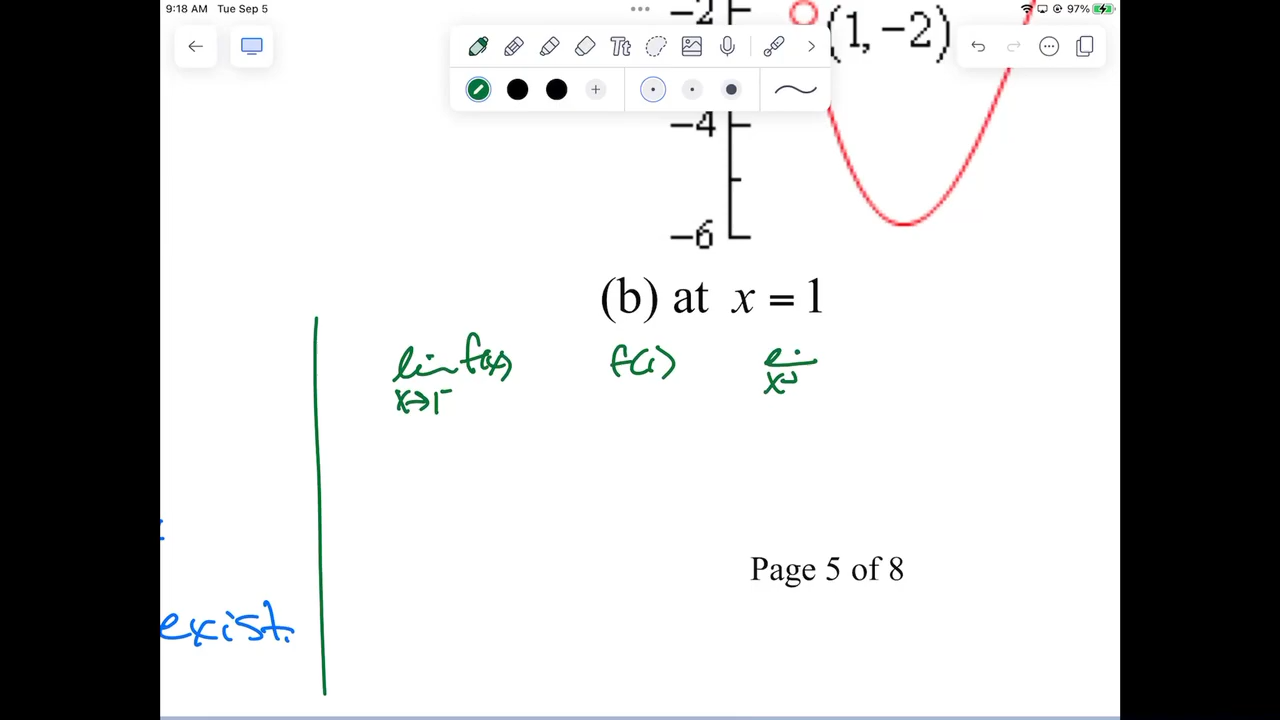 9:18 AM Tue Sep 5
97%
Tt
-2
(1, -2)
-4
-6
(b) at x = 1
lim f(x) f(1) lim
x→1⁻ x→
exist.
Page 5 of 8